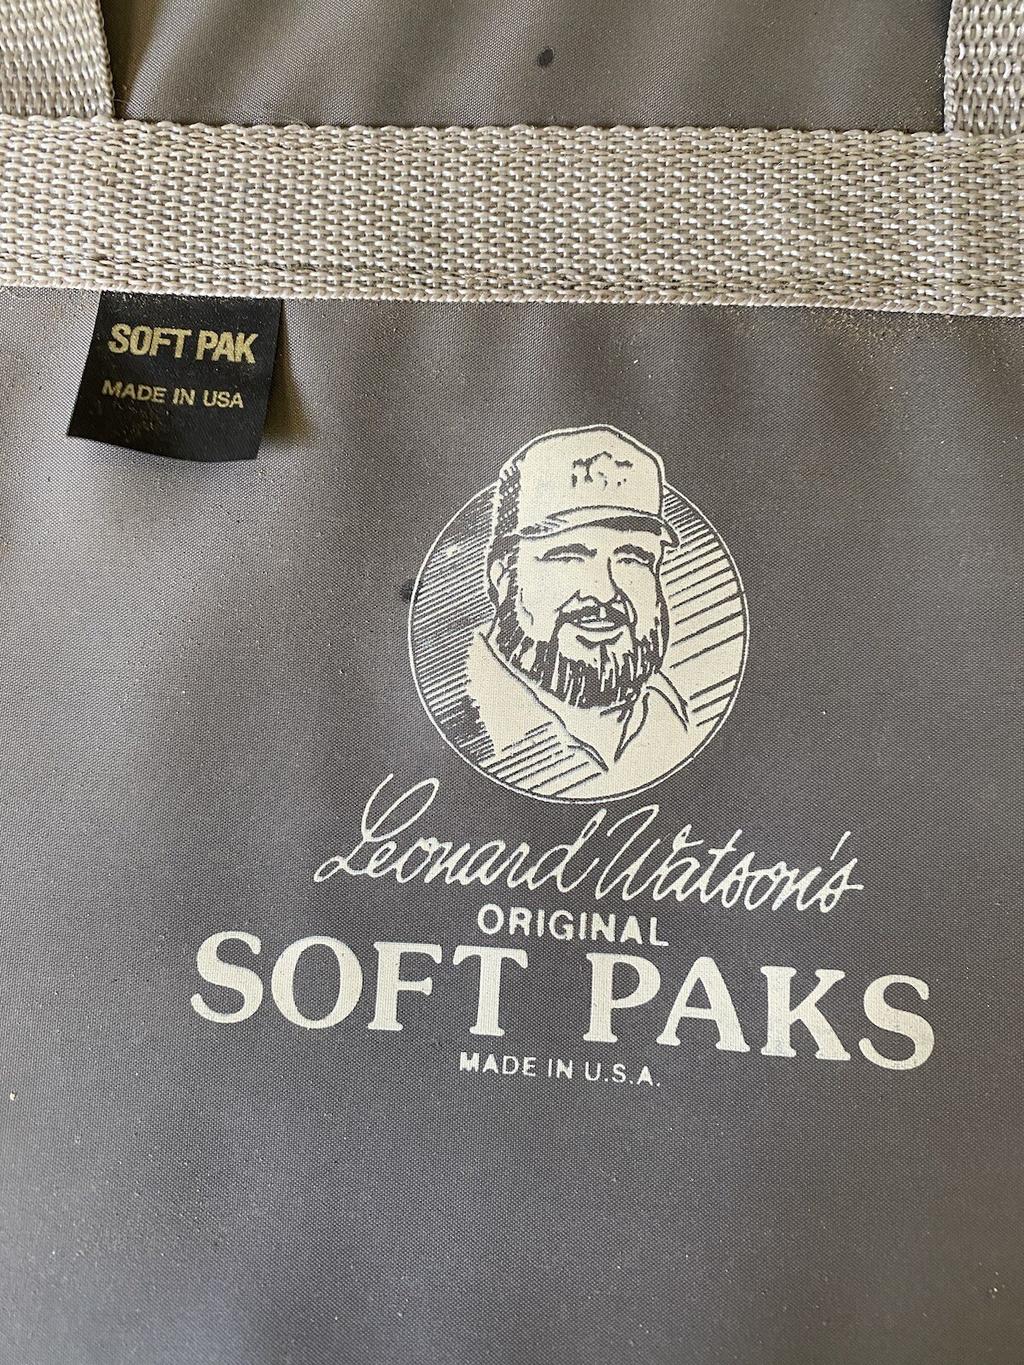 SOFT PAK
MADE IN USA
Leonard Watson's
ORIGINAL
SOFT PAKS
MADE IN U.S.A.